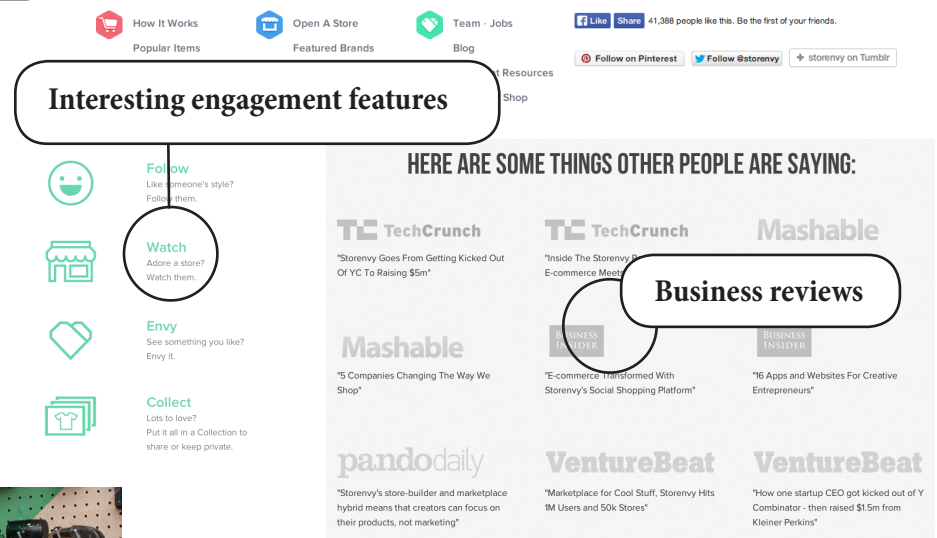 How It Works
Popular Items
Open A Store
Featured Brands
Team - Jobs
Blog
t Resources
Shop
Like Share 41,388 people like this. Be the first of your friends.
Follow on Pinterest Follow @storenvy + storenvy on Tumblr
Interesting engagement features
Follow
Like someone's style?
Follow them.
Watch
Adore a store?
Watch them.
Envy
See something you like?
Envy it.
Collect
Lots to love?
Put it all in a Collection to
share or keep private.
HERE ARE SOME THINGS OTHER PEOPLE ARE SAYING:
TechCrunch
"Storenvy Goes From Getting Kicked Out
Of YC To Raising $5m"
TechCrunch
"Inside The Storenvy
E-commerce Meets
Mashable
Business reviews
Mashable
"5 Companies Changing The Way We
Shop"
BUSINESS
INSIDER
"E-commerce Transformed With
Storenvy's Social Shopping Platform"
BUSINESS
INSIDER
"16 Apps and Websites For Creative
Entrepreneurs"
pandodaily
"Storenvy's store-builder and marketplace
hybrid means that creators can focus on
their products, not marketing"
VentureBeat
"Marketplace for Cool Stuff, Storenvy Hits
1M Users and 50k Stores"
VentureBeat
"How one startup CEO got kicked out of Y
Combinator - then raised $1.5m from
Kleiner Perkins"